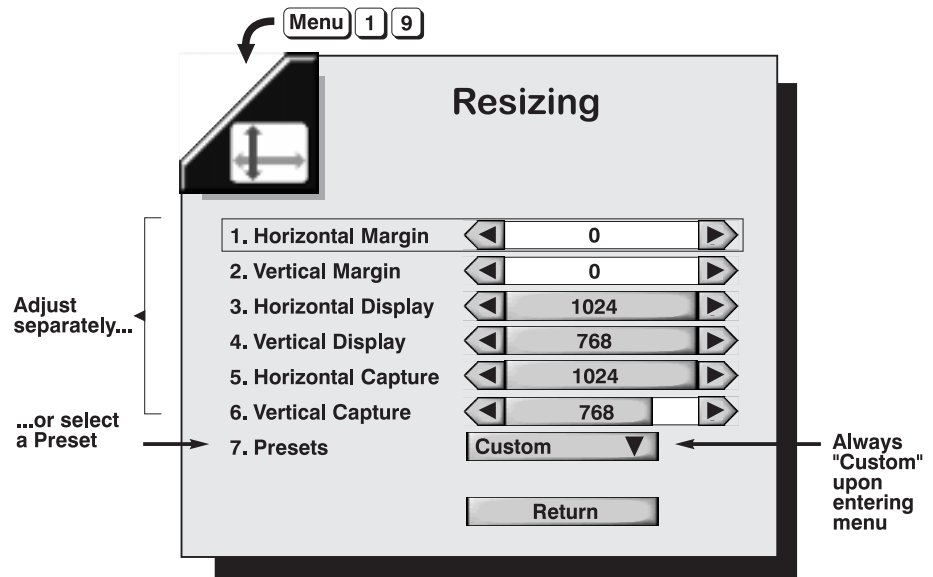 Menu 1 9
Resizing
1. Horizontal Margin 0
2. Vertical Margin 0
3. Horizontal Display 1024
4. Vertical Display 768
5. Horizontal Capture 1024
6. Vertical Capture 768
7. Presets Custom
Return
Adjust
separately...
...or select
a Preset
Always
"Custom"
upon
entering
menu